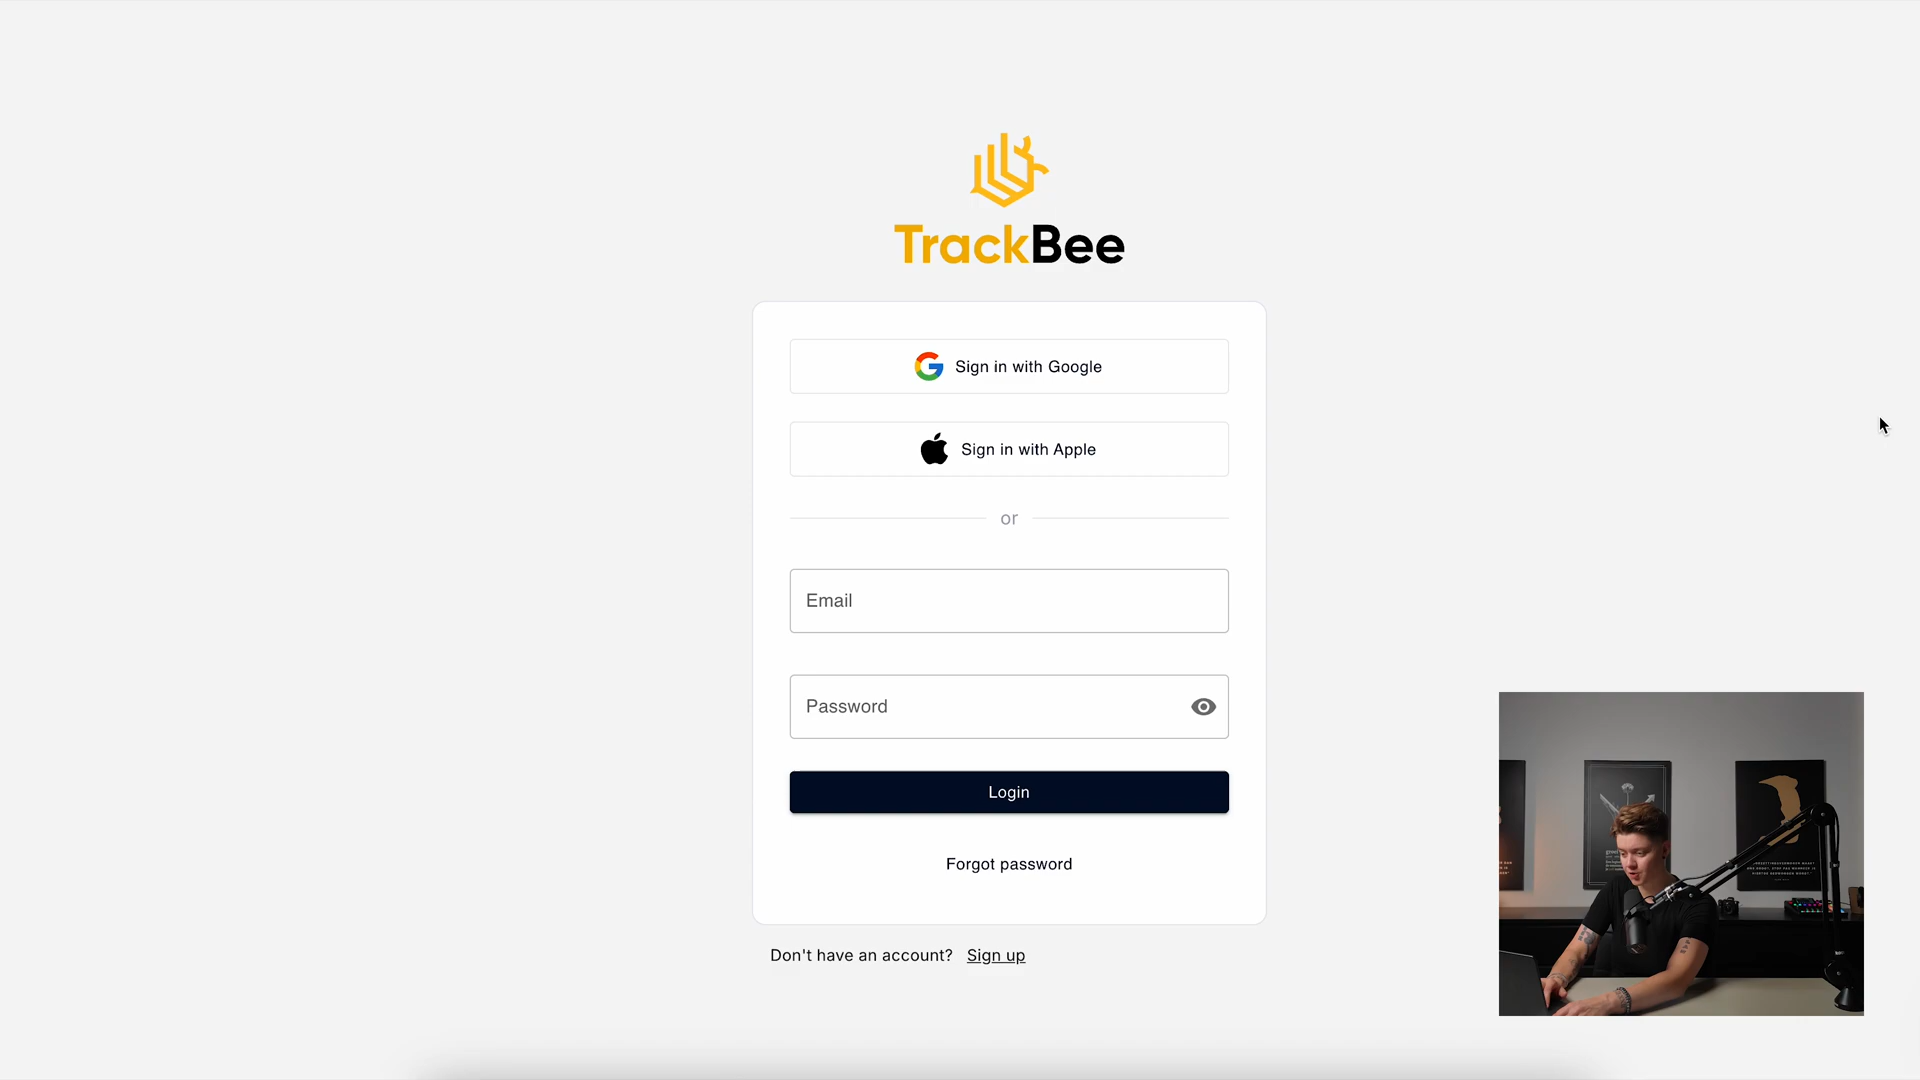 TrackBee
Sign in with Google
Sign in with Apple
or
Email
Password
Login
Forgot password
Don't have an account? Sign up